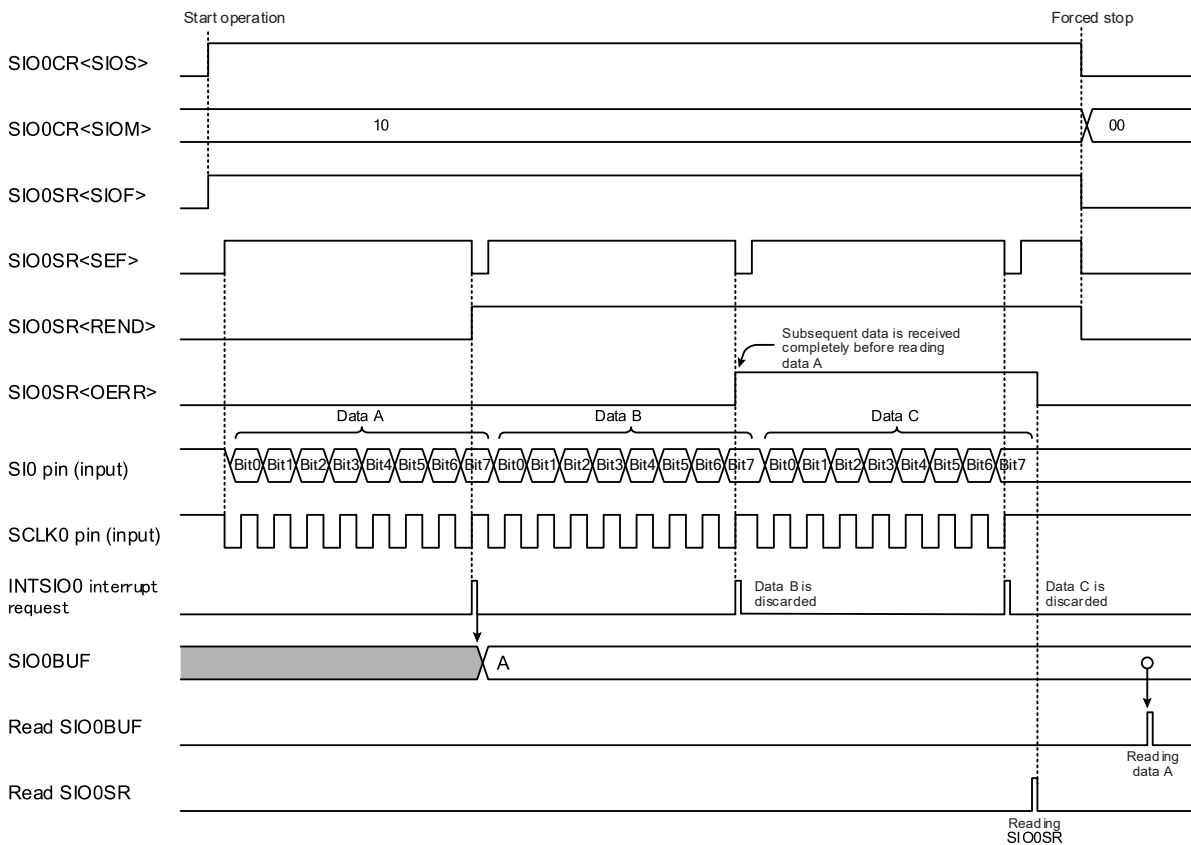 Start operation
Forced stop
SIO0CR<SIOS>
SIO0CR<SIOM>
10
00
SIO0SR<SIOF>
SIO0SR<SEF>
SIO0SR<REND>
Subsequent data is received
completely before reading
data A
SIO0SR<OERR>
Data A
Data B
Data C
SI0 pin (input)
Bit0 Bit1 Bit2 Bit3 Bit4 Bit5 Bit6 Bit7 Bit0 Bit1 Bit2 Bit3 Bit4 Bit5 Bit6 Bit7 Bit0 Bit1 Bit2 Bit3 Bit4 Bit5 Bit6 Bit7
SCLK0 pin (input)
INTSIO0 interrupt
request
Data B is
discarded
Data C is
discarded
SIO0BUF
A
Read SIO0BUF
Reading
data A
Read SIO0SR
Reading
SIO0SR